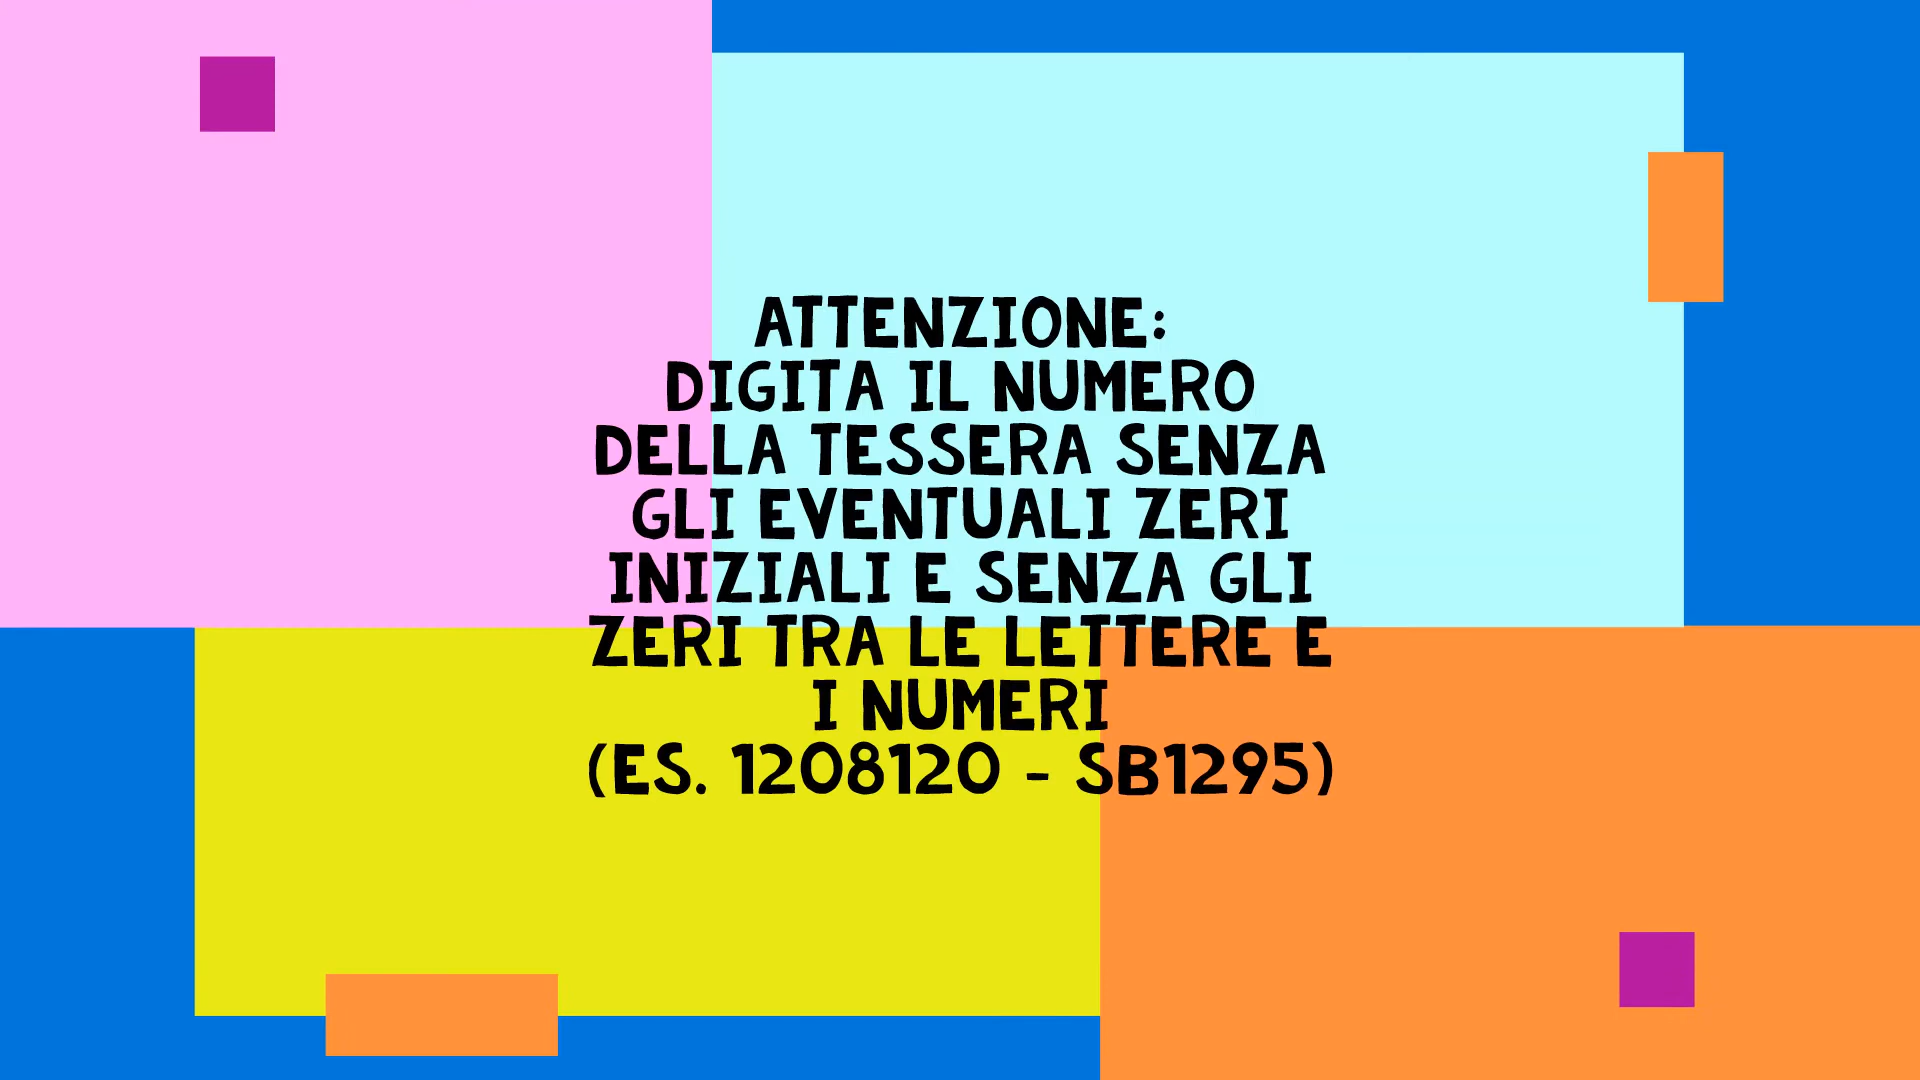 ATTENZIONE:
DIGITA IL NUMERO
DELLA TESSERA SENZA
GLI EVENTUALI ZERI
INIZIALI E SENZA GLI
ZERI TRA LE LETTERE E
I NUMERI
(ES. 1208120 - SB1295)